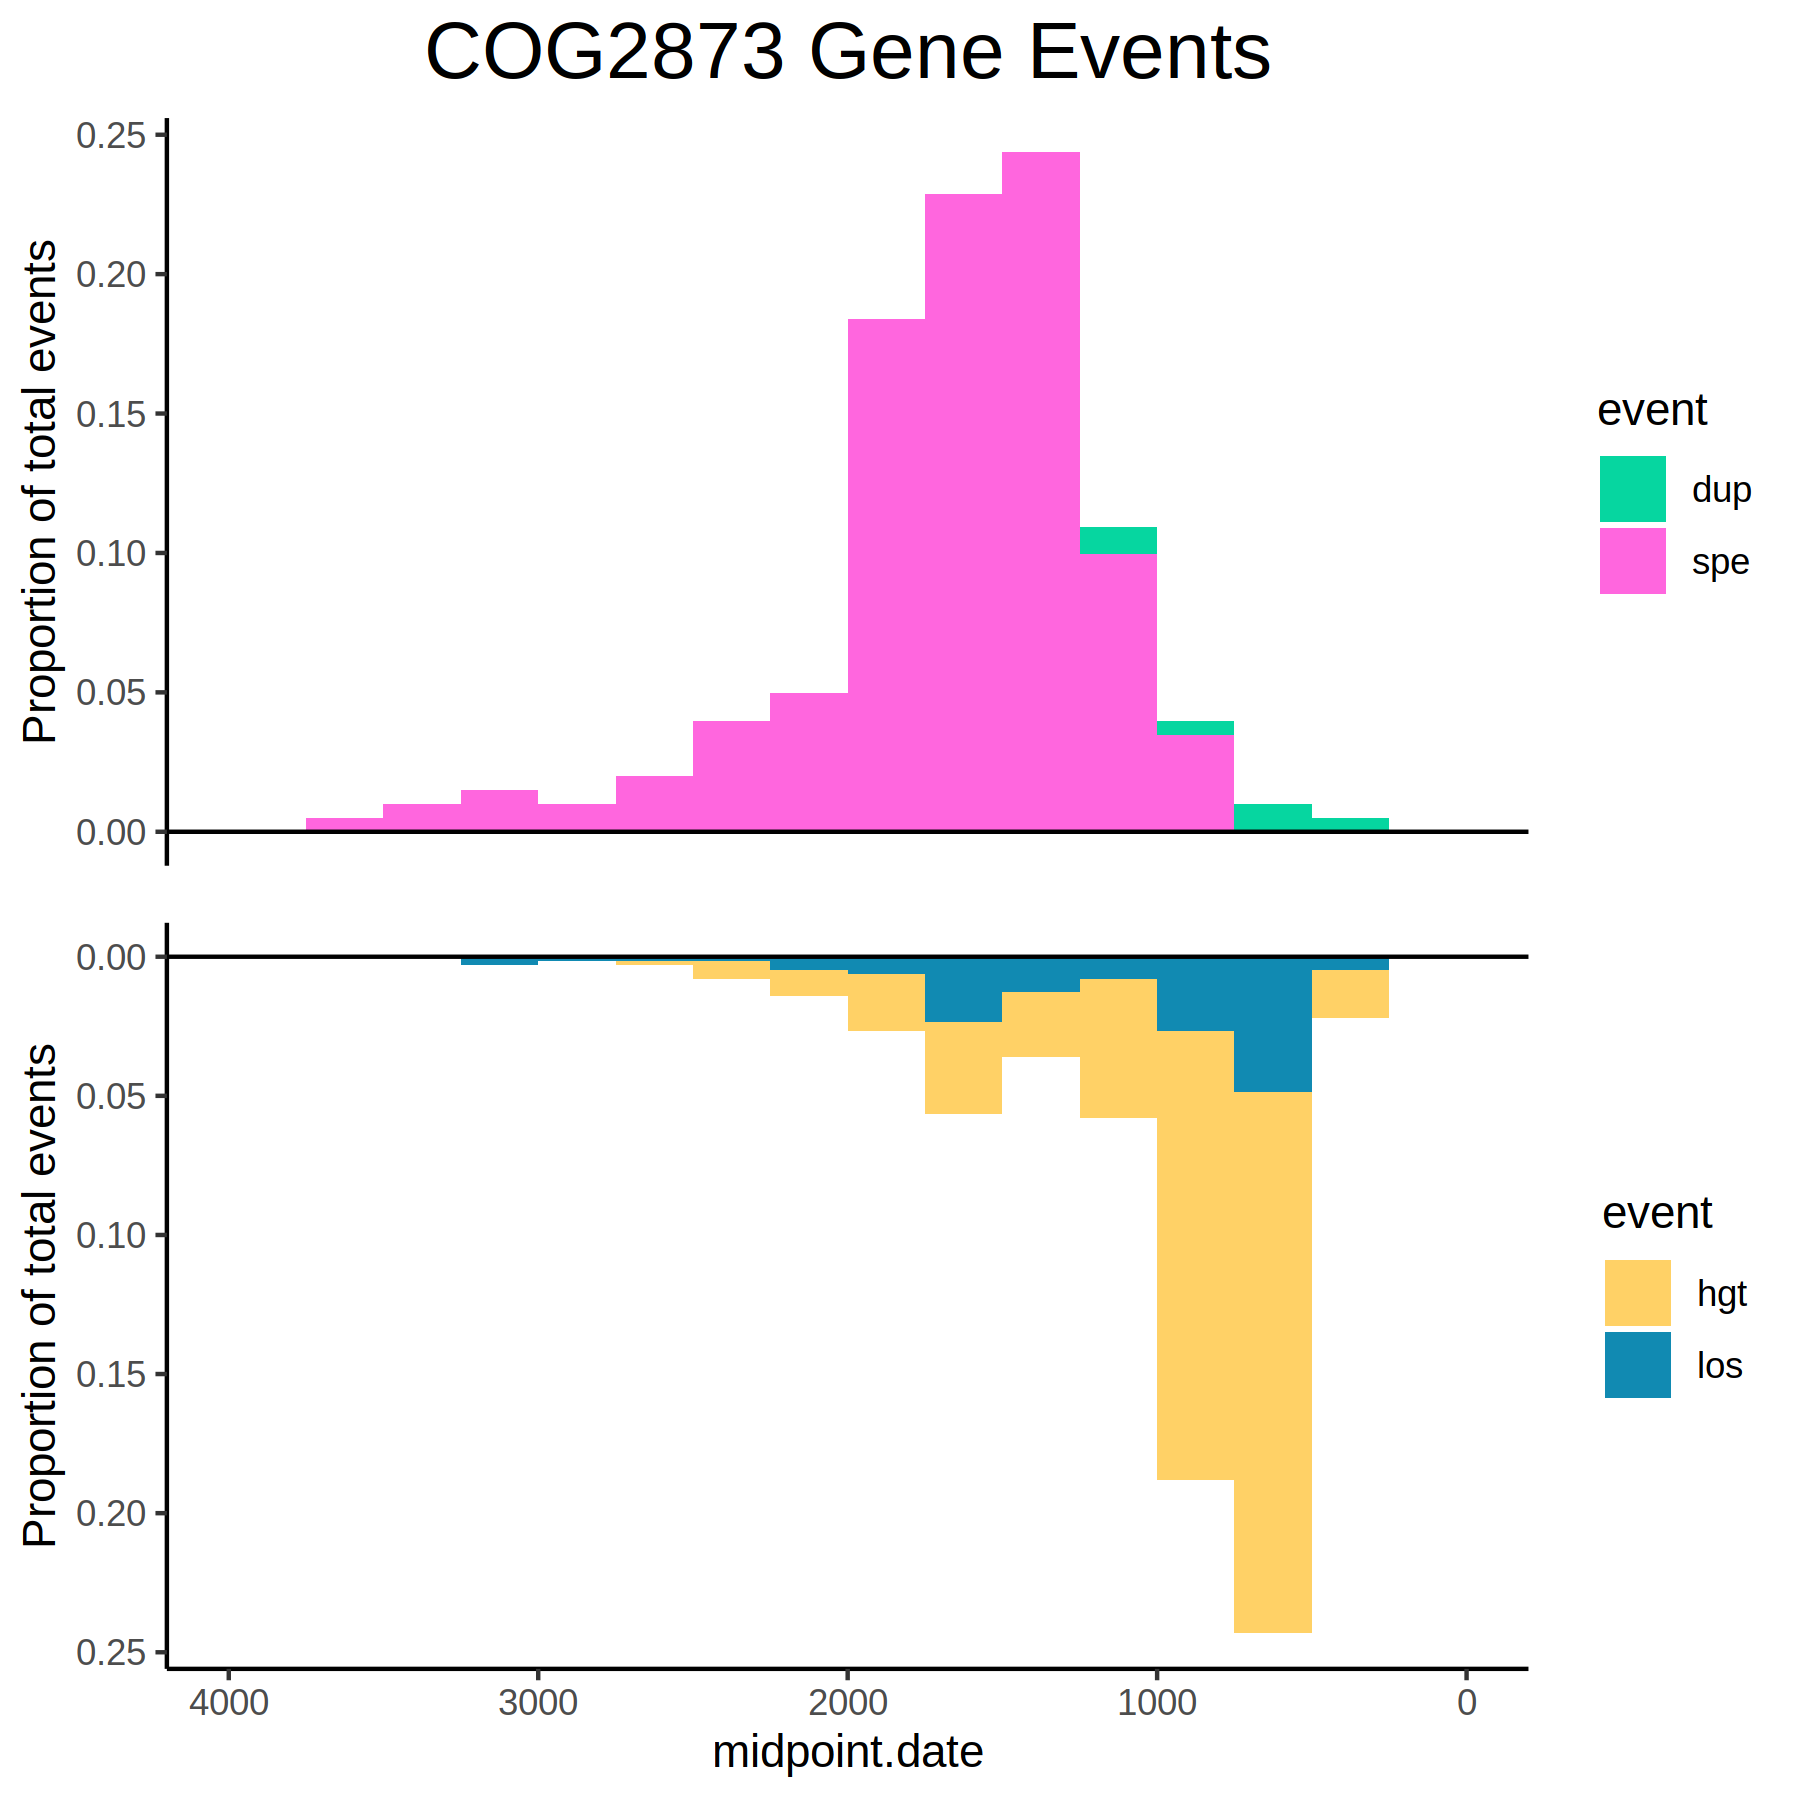 COG2873 Gene Events
Proportion of total events
0.25
0.20
0.15
0.10
0.05
0.00
event
dup
spe
Proportion of total events
0.00
0.05
0.10
0.15
0.20
0.25
event
hgt
los
4000 3000 2000 1000 0
midpoint.date